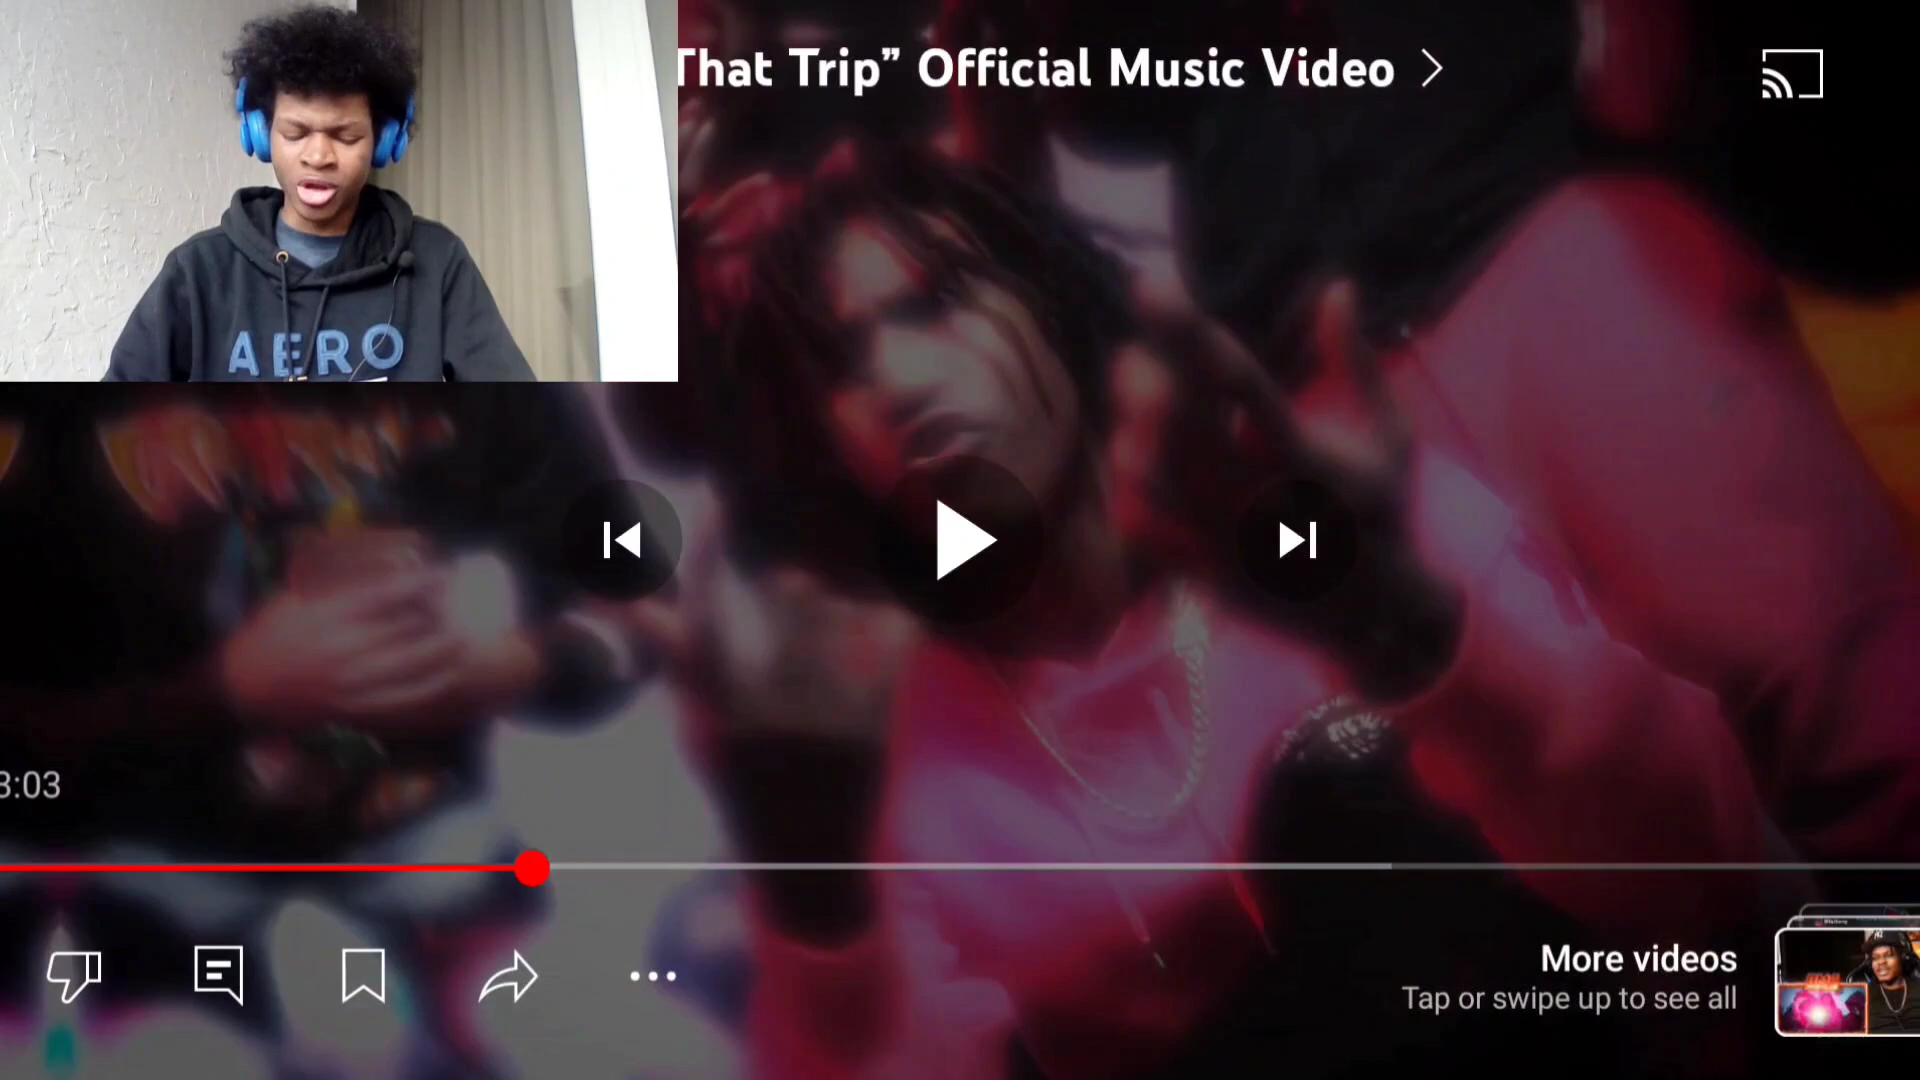 That Trip” Official Music Video
AERO
3:03
More videos
Tap or swipe up to see all